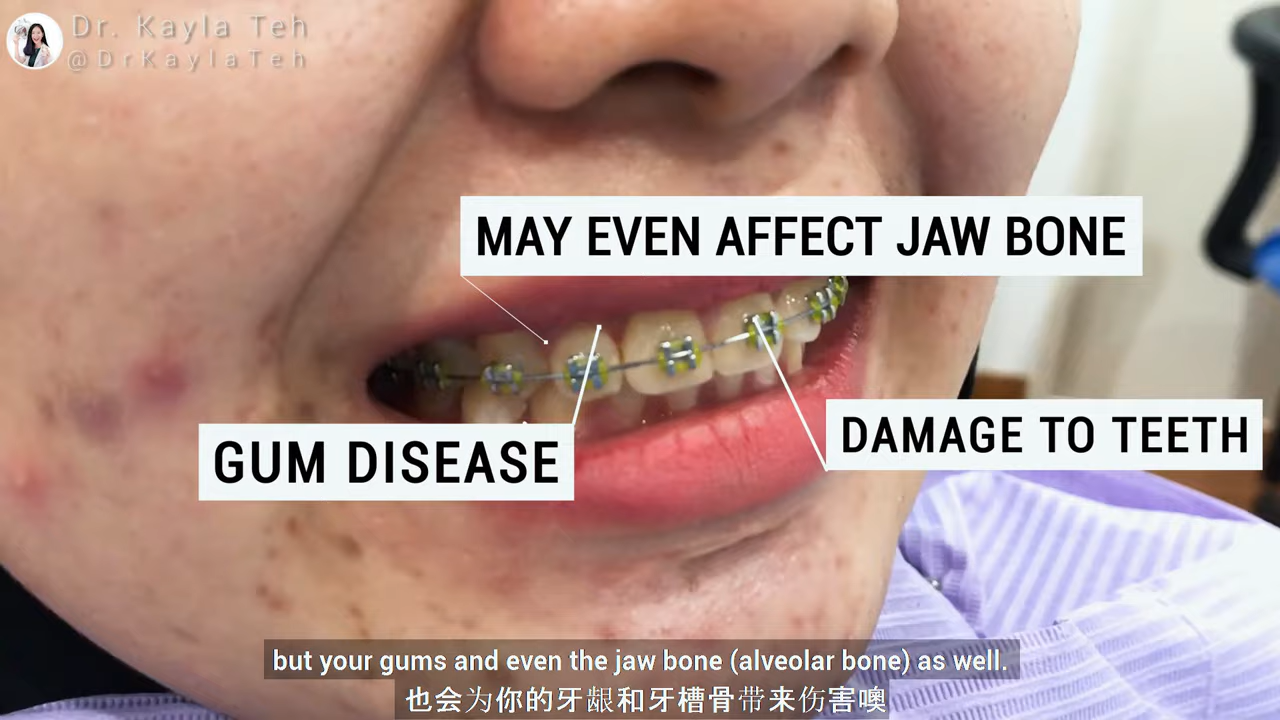 Dr. Kayla Teh
@DrKaylaTeh
MAY EVEN AFFECT JAW BONE
GUM DISEASE
DAMAGE TO TEETH
but your gums and even the jaw bone (alveolar bone) as well.
也会为你的牙龈和牙槽骨带来伤害噢